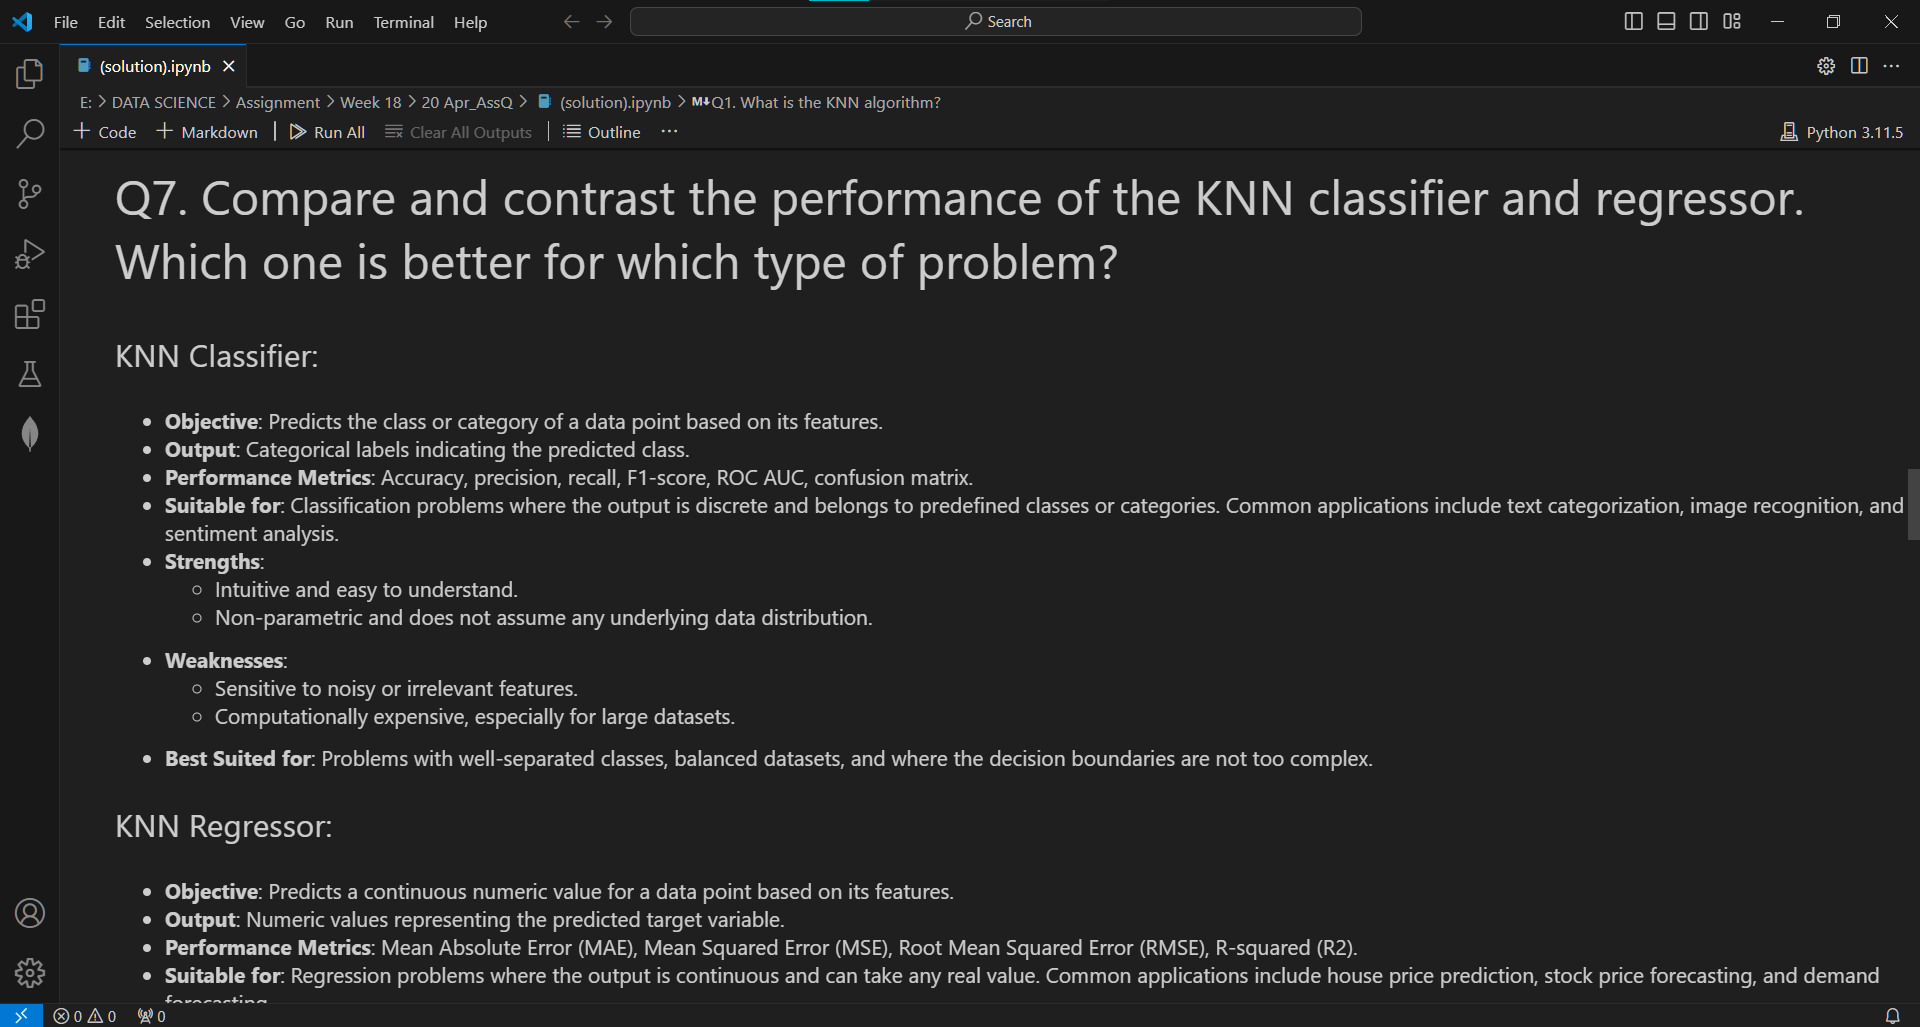 File Edit Selection View Go Run Terminal Help
Search
(solution).ipynb
E: > DATA SCIENCE > Assignment > Week 18 > 20 Apr_AssQ > (solution).ipynb > M↓Q1. What is the KNN algorithm?
+ Code + Markdown | Run All Clear All Outputs | Outline ...
Python 3.11.5
Q7. Compare and contrast the performance of the KNN classifier and regressor.
Which one is better for which type of problem?
KNN Classifier:
• Objective: Predicts the class or category of a data point based on its features.
• Output: Categorical labels indicating the predicted class.
• Performance Metrics: Accuracy, precision, recall, F1-score, ROC AUC, confusion matrix.
• Suitable for: Classification problems where the output is discrete and belongs to predefined classes or categories. Common applications include text categorization, image recognition, and
sentiment analysis.
• Strengths:
○ Intuitive and easy to understand.
○ Non-parametric and does not assume any underlying data distribution.
• Weaknesses:
○ Sensitive to noisy or irrelevant features.
○ Computationally expensive, especially for large datasets.
• Best Suited for: Problems with well-separated classes, balanced datasets, and where the decision boundaries are not too complex.
KNN Regressor:
• Objective: Predicts a continuous numeric value for a data point based on its features.
• Output: Numeric values representing the predicted target variable.
• Performance Metrics: Mean Absolute Error (MAE), Mean Squared Error (MSE), Root Mean Squared Error (RMSE), R-squared (R2).
• Suitable for: Regression problems where the output is continuous and can take any real value. Common applications include house price prediction, stock price forecasting, and demand
forecasting
0 0 0